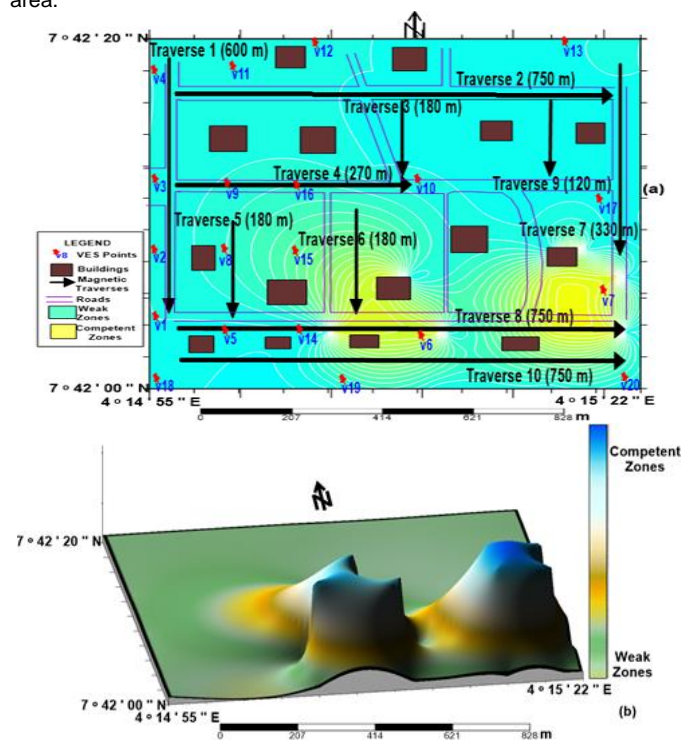 area.
N
7 ° 42 ' 20 " N
Traverse 1 (600 m)
v12
v13
v4
v11
Traverse 2 (750 m)
Traverse 3 (180 m)
Traverse 4 (270 m)
v3
v9
v16
v10
Traverse 9 (120 m)
(a)
v17
Traverse 5 (180 m)
Traverse 7 (330 m)
Traverse 6 (180 m)
v2
v8
v15
v7
LEGEND
v8 VES Points
Buildings
Magnetic
Traverses
Roads
Weak
Zones
Competent
Zones
v1
Traverse 8 (750 m)
v5
v14
v6
Traverse 10 (750 m)
v18
v19
v20
7 ° 42 ' 00 " N
4 ° 14 ' 55 " E
4 ° 15 ' 22 " E
0 207 414 621 828 m
Competent
Zones
N
7 ° 42 ' 20 " N
Weak
Zones
7 ° 42 ' 00 " N
4 ° 14 ' 55 " E
4 ° 15 ' 22 " E
(b)
0 207 414 621 828 m